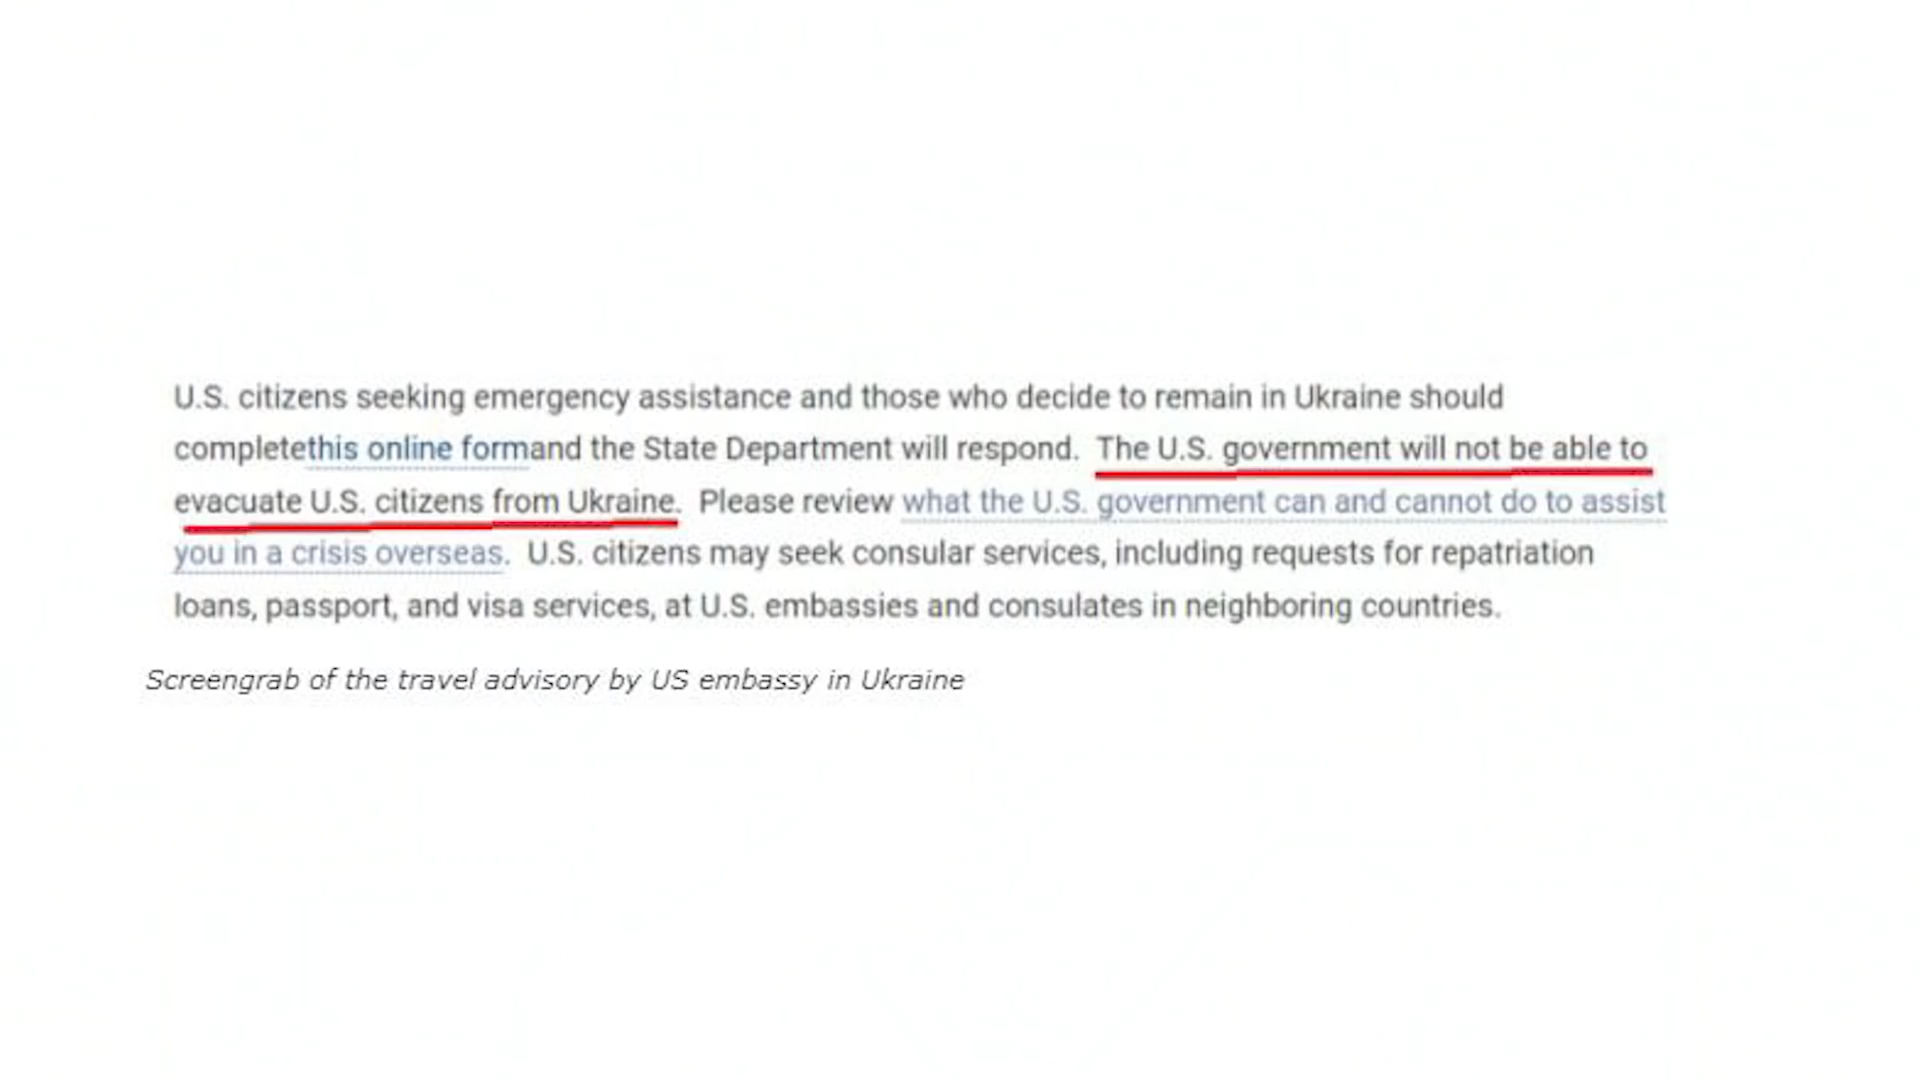 U.S. citizens seeking emergency assistance and those who decide to remain in Ukraine should
completethis online formand the State Department will respond. The U.S. government will not be able to
evacuate U.S. citizens from Ukraine. Please review what the U.S. government can and cannot do to assist
you in a crisis overseas. U.S. citizens may seek consular services, including requests for repatriation
loans, passport, and visa services, at U.S. embassies and consulates in neighboring countries.
Screengrab of the travel advisory by US embassy in Ukraine